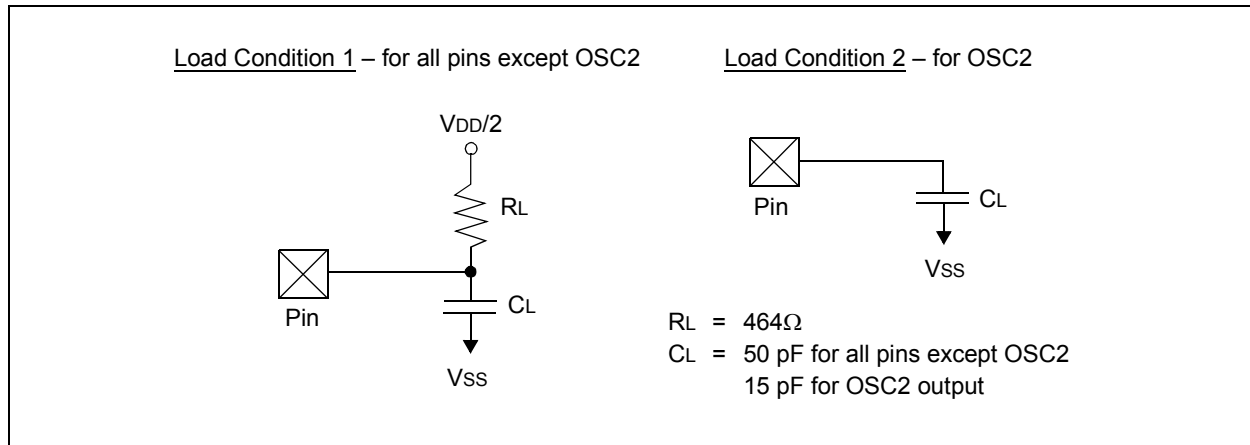 Load Condition 1 – for all pins except OSC2
Load Condition 2 – for OSC2
VDD/2
RL
Pin
CL
VSS
Pin
CL
VSS
RL = 464Ω
CL = 50 pF for all pins except OSC2
15 pF for OSC2 output